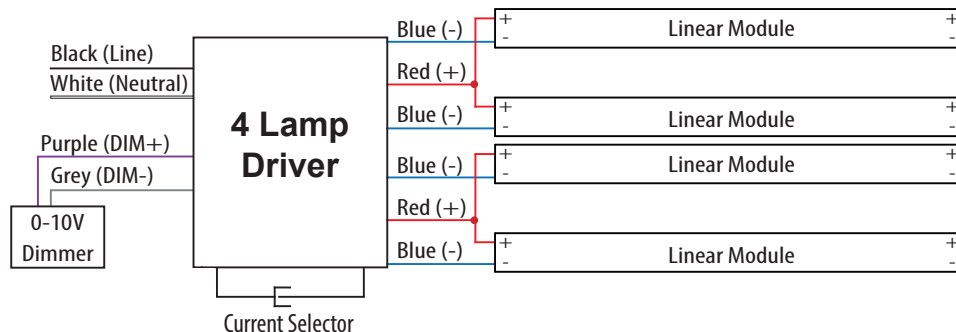 Black (Line)
White (Neutral)
Purple (DIM+)
Grey (DIM-)
0-10V
Dimmer
4 Lamp
Driver
Current Selector
Blue (-)
Red (+)
Blue (-)
Blue (-)
Red (+)
Blue (-)
+ Linear Module +
- -
+ Linear Module +
- -
+ Linear Module +
- -
+ Linear Module +
- -